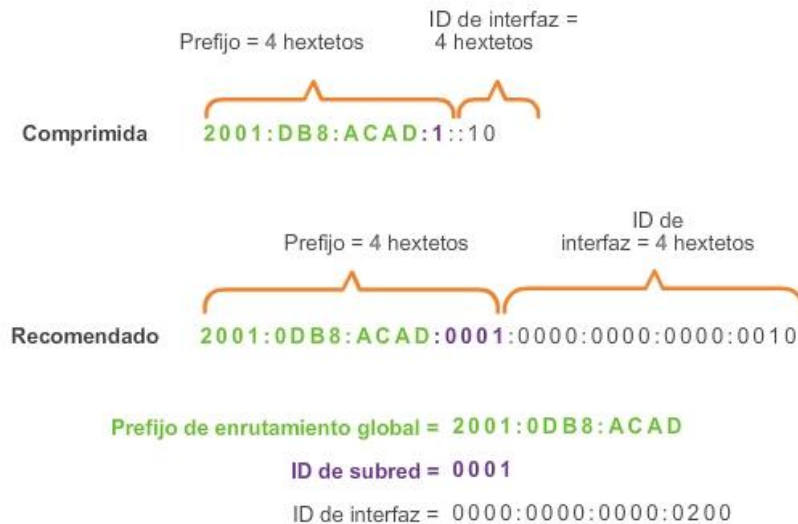 Prefijo = 4 hextetos
ID de interfaz =
4 hextetos
Comprimida
2001:DB8:ACAD:1::10
Prefijo = 4 hextetos
ID de
interfaz = 4 hextetos
Recomendado
2001:0DB8:ACAD:0001:0000:0000:0000:0010
Prefijo de enrutamiento global = 2001:0DB8:ACAD
ID de subred = 0001
ID de interfaz = 0000:0000:0000:0200